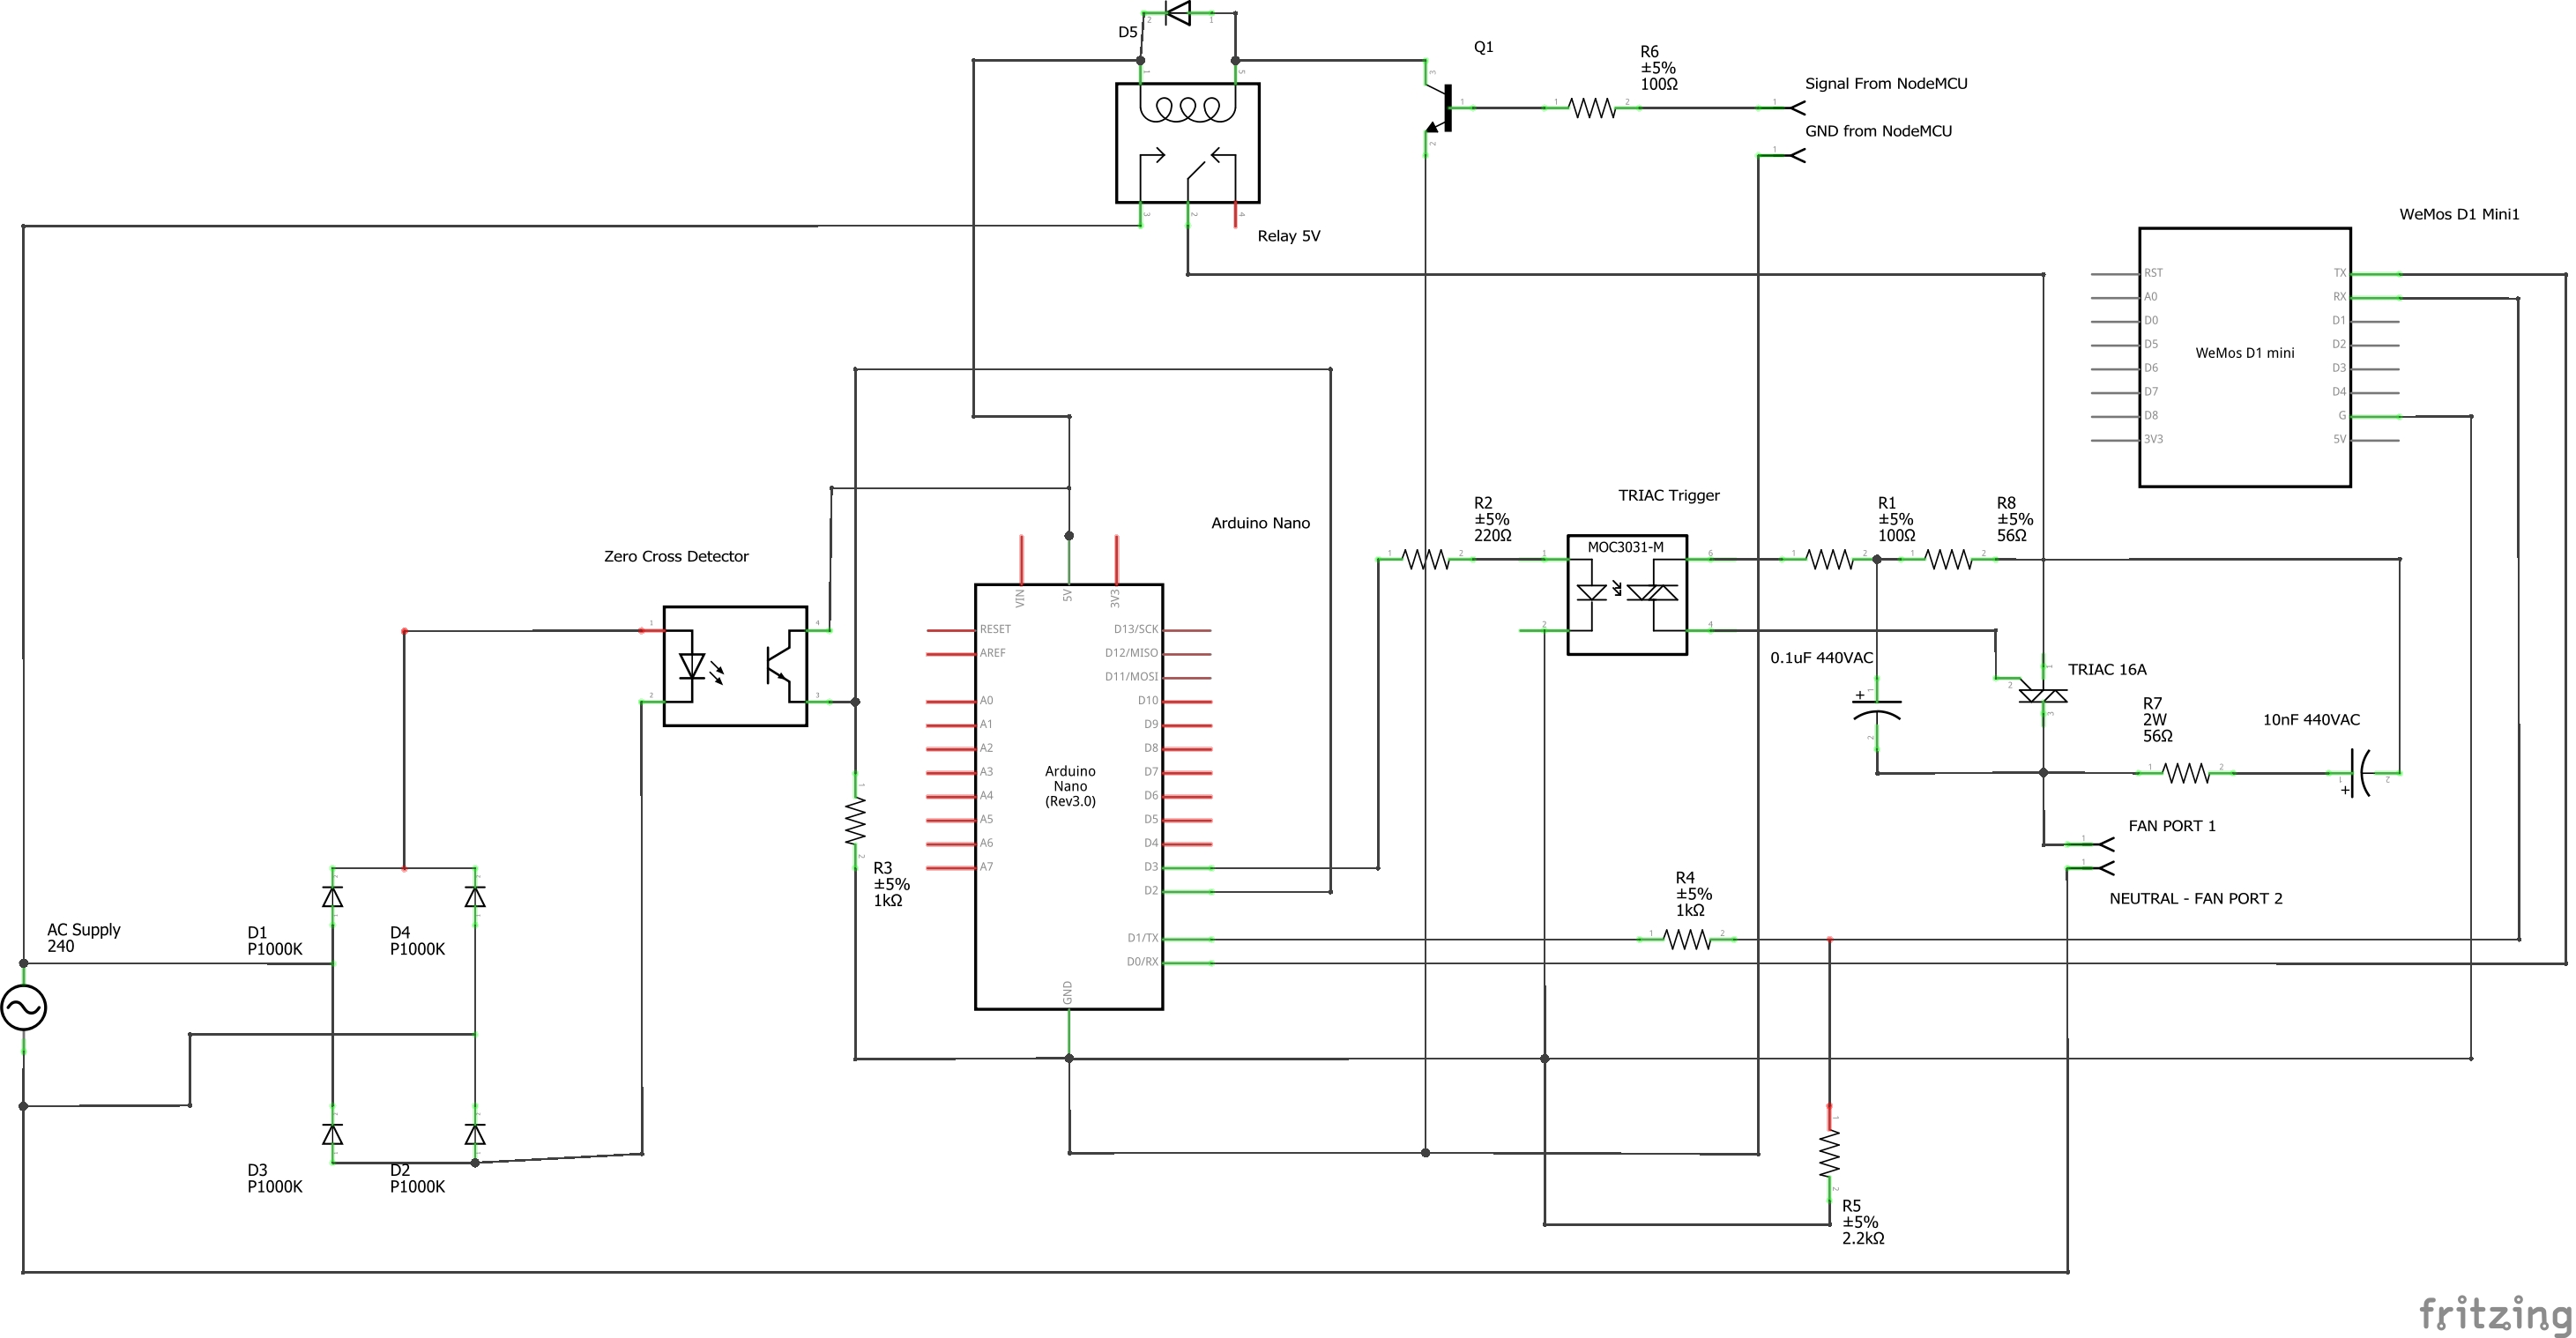 D5
Q1
R6
±5%
100Ω
Signal From NodeMCU
GND from NodeMCU
Relay 5V
WeMos D1 Mini1
RST
A0
D0
D5
D6
D7
D8
3V3
WeMos D1 mini
TX
RX
D1
D2
D3
D4
G
5V
TRIAC Trigger
R2
±5%
220Ω
R1
±5%
100Ω
R8
±5%
56Ω
MOC3031-M
Arduino Nano
Zero Cross Detector
VIN
5V
3V3
RESET
AREF
A0
A1
A2
A3
A4
A5
A6
A7
Arduino
Nano
(Rev3.0)
D13/SCK
D12/MISO
D11/MOSI
D10
D9
D8
D7
D6
D5
D4
D3
D2
D1/TX
D0/RX
GND
0.1uF 440VAC
TRIAC 16A
R7
2W
56Ω
10nF 440VAC
FAN PORT 1
NEUTRAL - FAN PORT 2
R3
±5%
1kΩ
R4
±5%
1kΩ
AC Supply
240
D1
P1000K
D4
P1000K
D3
P1000K
D2
P1000K
R5
±5%
2.2kΩ
fritzing